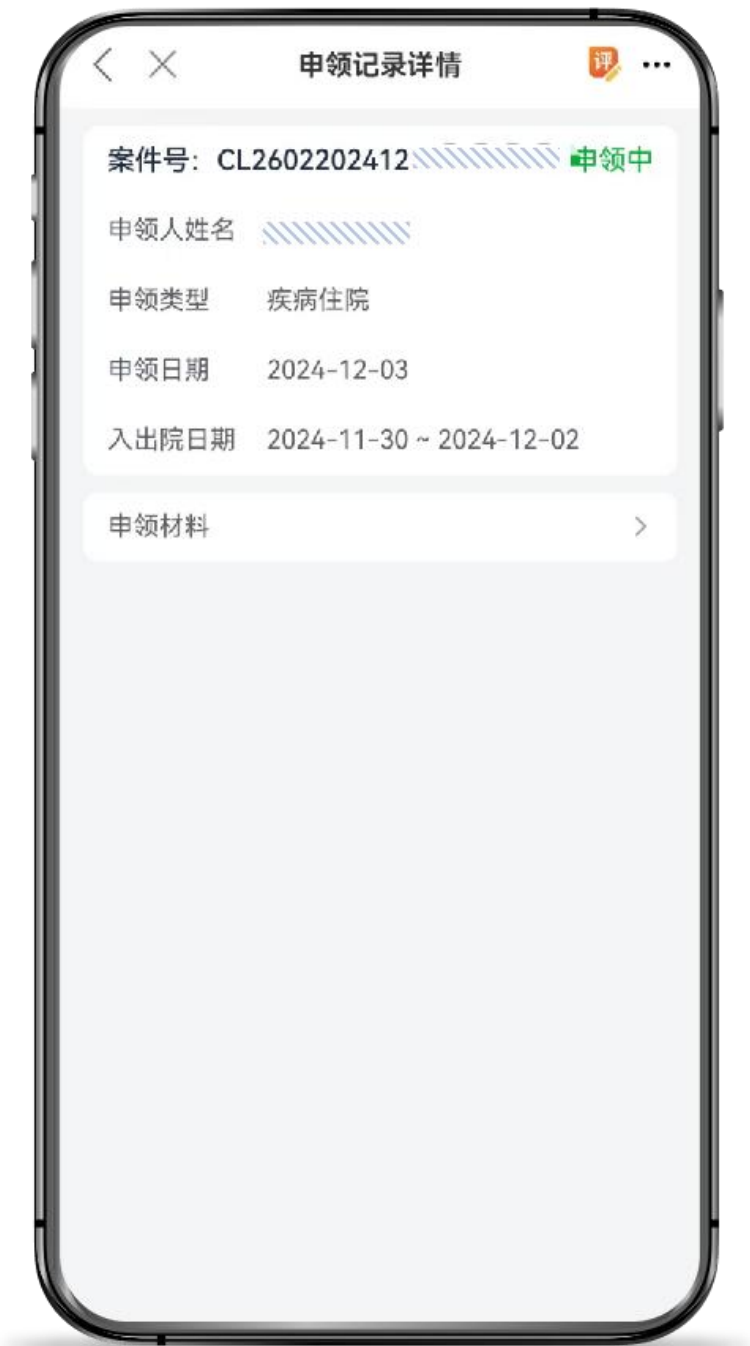 申领记录详情
评
案件号：CL2602202412 申领中
申领人姓名
申领类型 疾病住院
申领日期 2024-12-03
入出院日期 2024-11-30 ~ 2024-12-02
申领材料